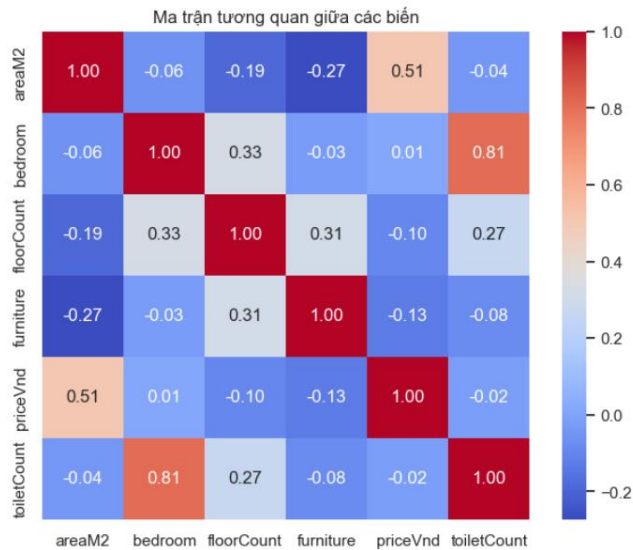 Ma trận tương quan giữa các biến
areaM2 1.00 -0.06 -0.19 -0.27 0.51 -0.04
bedroom -0.06 1.00 0.33 -0.03 0.01 0.81
floorCount -0.19 0.33 1.00 0.31 -0.10 0.27
furniture -0.27 -0.03 0.31 1.00 -0.13 -0.08
priceVnd 0.51 0.01 -0.10 -0.13 1.00 -0.02
toiletCount -0.04 0.81 0.27 -0.08 -0.02 1.00
areaM2 bedroom floorCount furniture priceVnd toiletCount
1.0
0.8
0.6
0.4
0.2
0.0
-0.2